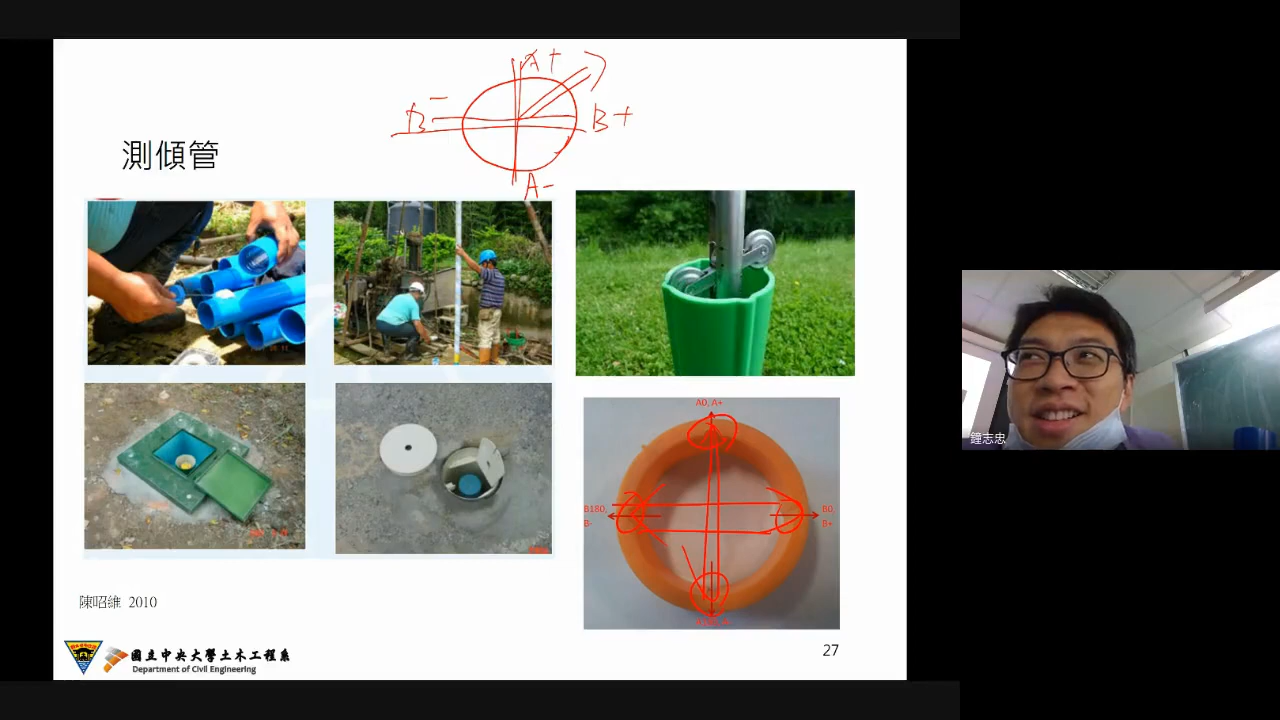 A+
B-
B+
A-
測傾管
A0, A+
B180,
B-
B0,
B+
陳昭維 2010
國立中央大學土木工程系
Department of Civil Engineering
27
鐘志忠